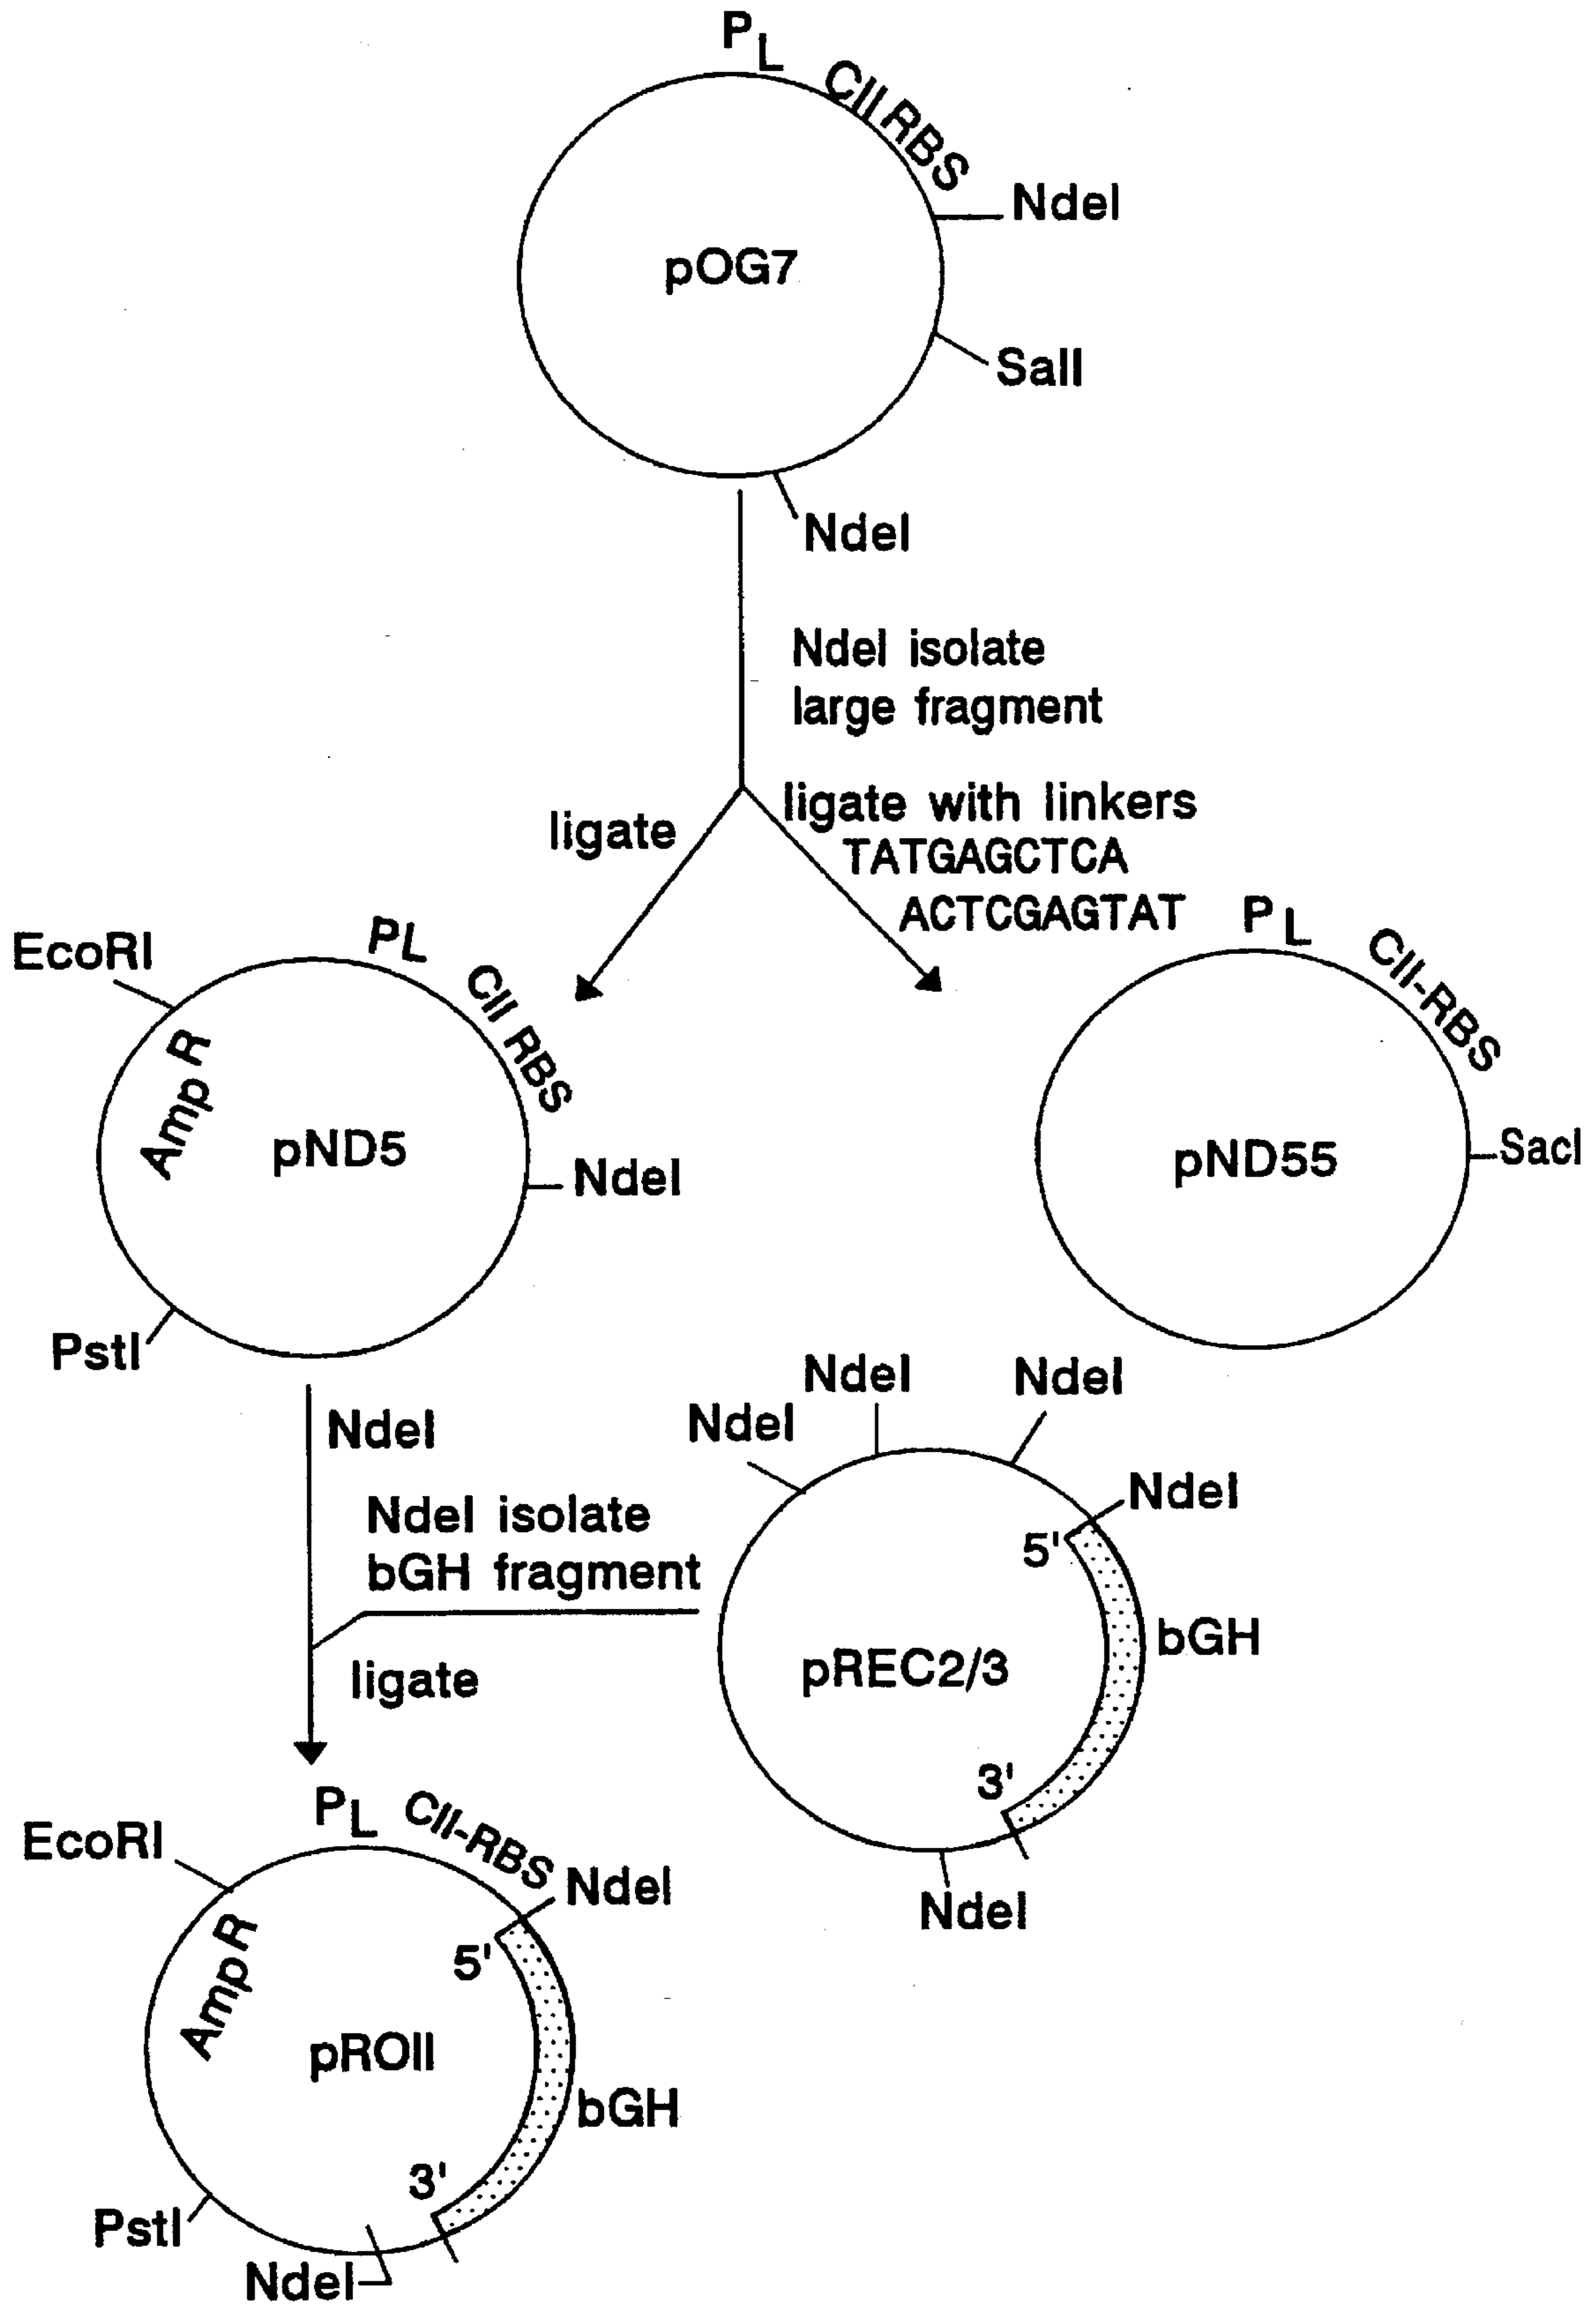 PL
CII RBS
NdeI
pOG7
SalI
NdeI
NdeI isolate
large fragment
ligate
ligate with linkers
TATGAGCTCA
ACTCGAGTAT
EcoRI
PL
CII RBS
AmpR
pND5
NdeI
PstI
PL
CII-RBS
pND55
SacI
NdeI
NdeI isolate
bGH fragment
ligate
NdeI
NdeI
NdeI
NdeI
5'
bGH
pREC2/3
3'
NdeI
PL
CII-RBS
EcoRI
NdeI
5'
AmpR
pROII
bGH
3'
PstI
NdeI